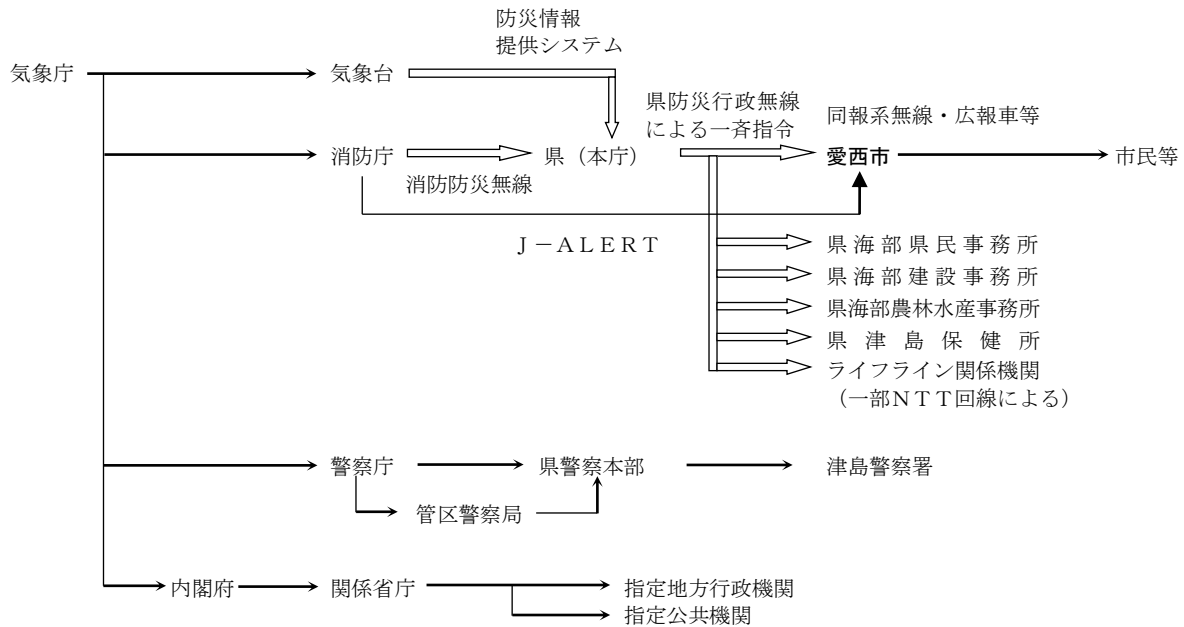 防災情報
提供システム
気象庁
気象台
県防災行政無線
による一斉指令
同報系無線・広報車等
消防庁
県（本庁）
愛西市
市民等
消防防災無線
Ｊ－ＡＬＥＲＴ
県海部県民事務所
県海部建設事務所
県海部農林水産事務所
県津島保健所
ライフライン関係機関
（一部ＮＴＴ回線による）
警察庁
県警察本部
津島警察署
管区警察局
内閣府
関係省庁
指定地方行政機関
指定公共機関